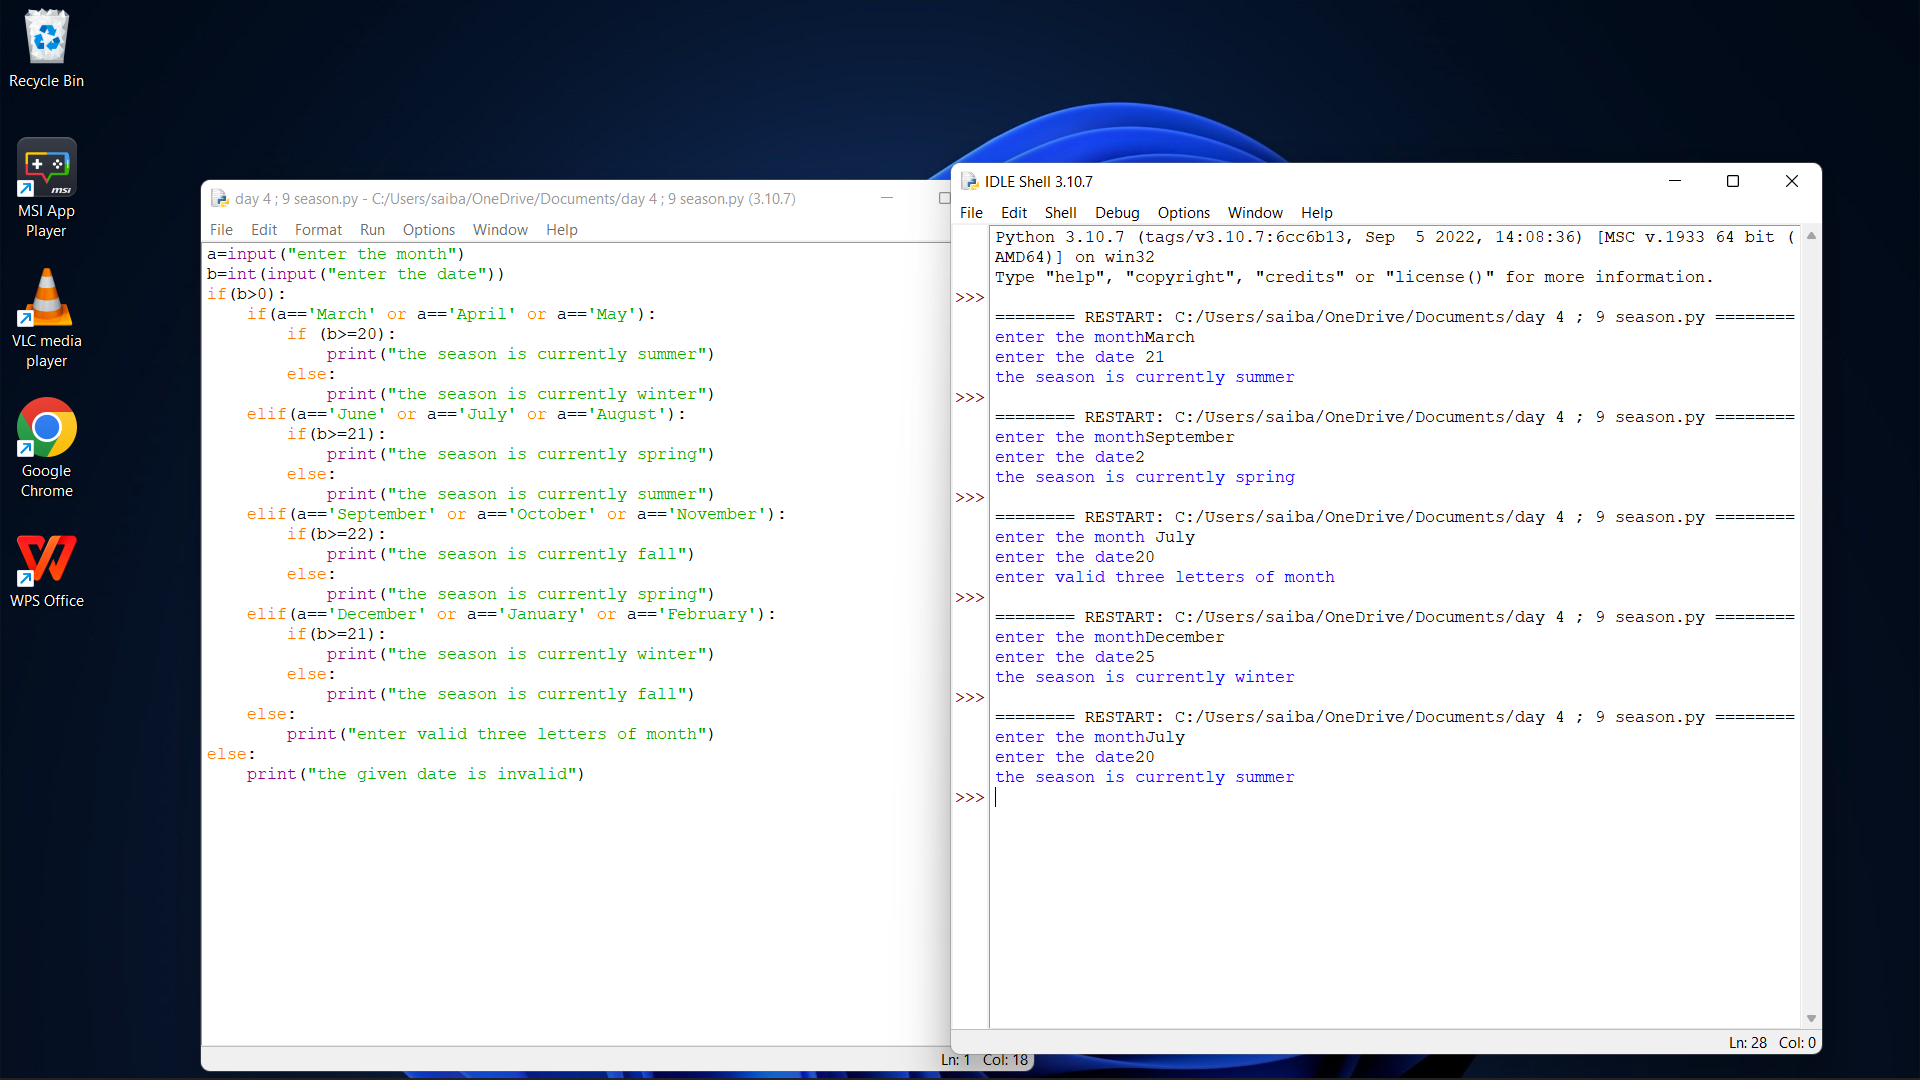 Recycle Bin
MSI App
Player
VLC media
player
Google
Chrome
WPS Office
msi
day 4 ; 9 season.py - C:/Users/saiba/OneDrive/Documents/day 4 ; 9 season.py (3.10.7)
File Edit Format Run Options Window Help
a=input("enter the month")
b=int(input("enter the date"))
if(b>0):
    if(a=='March' or a=='April' or a=='May'):
        if (b>=20):
            print("the season is currently summer")
        else:
            print("the season is currently winter")
    elif(a=='June' or a=='July' or a=='August'):
        if(b>=21):
            print("the season is currently spring")
        else:
            print("the season is currently summer")
    elif(a=='September' or a=='October' or a=='November'):
        if(b>=22):
            print("the season is currently fall")
        else:
            print("the season is currently spring")
    elif(a=='December' or a=='January' or a=='February'):
        if(b>=21):
            print("the season is currently winter")
        else:
            print("the season is currently fall")
    else:
        print("enter valid three letters of month")
else:
    print("the given date is invalid")
Ln: 1 Col: 18
IDLE Shell 3.10.7
File Edit Shell Debug Options Window Help
Python 3.10.7 (tags/v3.10.7:6cc6b13, Sep  5 2022, 14:08:36) [MSC v.1933 64 bit (
AMD64)] on win32
Type "help", "copyright", "credits" or "license()" for more information.
>>>
======== RESTART: C:/Users/saiba/OneDrive/Documents/day 4 ; 9 season.py ========
enter the monthMarch
enter the date 21
the season is currently summer
>>>
======== RESTART: C:/Users/saiba/OneDrive/Documents/day 4 ; 9 season.py ========
enter the monthSeptember
enter the date2
the season is currently spring
>>>
======== RESTART: C:/Users/saiba/OneDrive/Documents/day 4 ; 9 season.py ========
enter the month July
enter the date20
enter valid three letters of month
>>>
======== RESTART: C:/Users/saiba/OneDrive/Documents/day 4 ; 9 season.py ========
enter the monthDecember
enter the date25
the season is currently winter
>>>
======== RESTART: C:/Users/saiba/OneDrive/Documents/day 4 ; 9 season.py ========
enter the monthJuly
enter the date20
the season is currently summer
>>>
Ln: 28 Col: 0